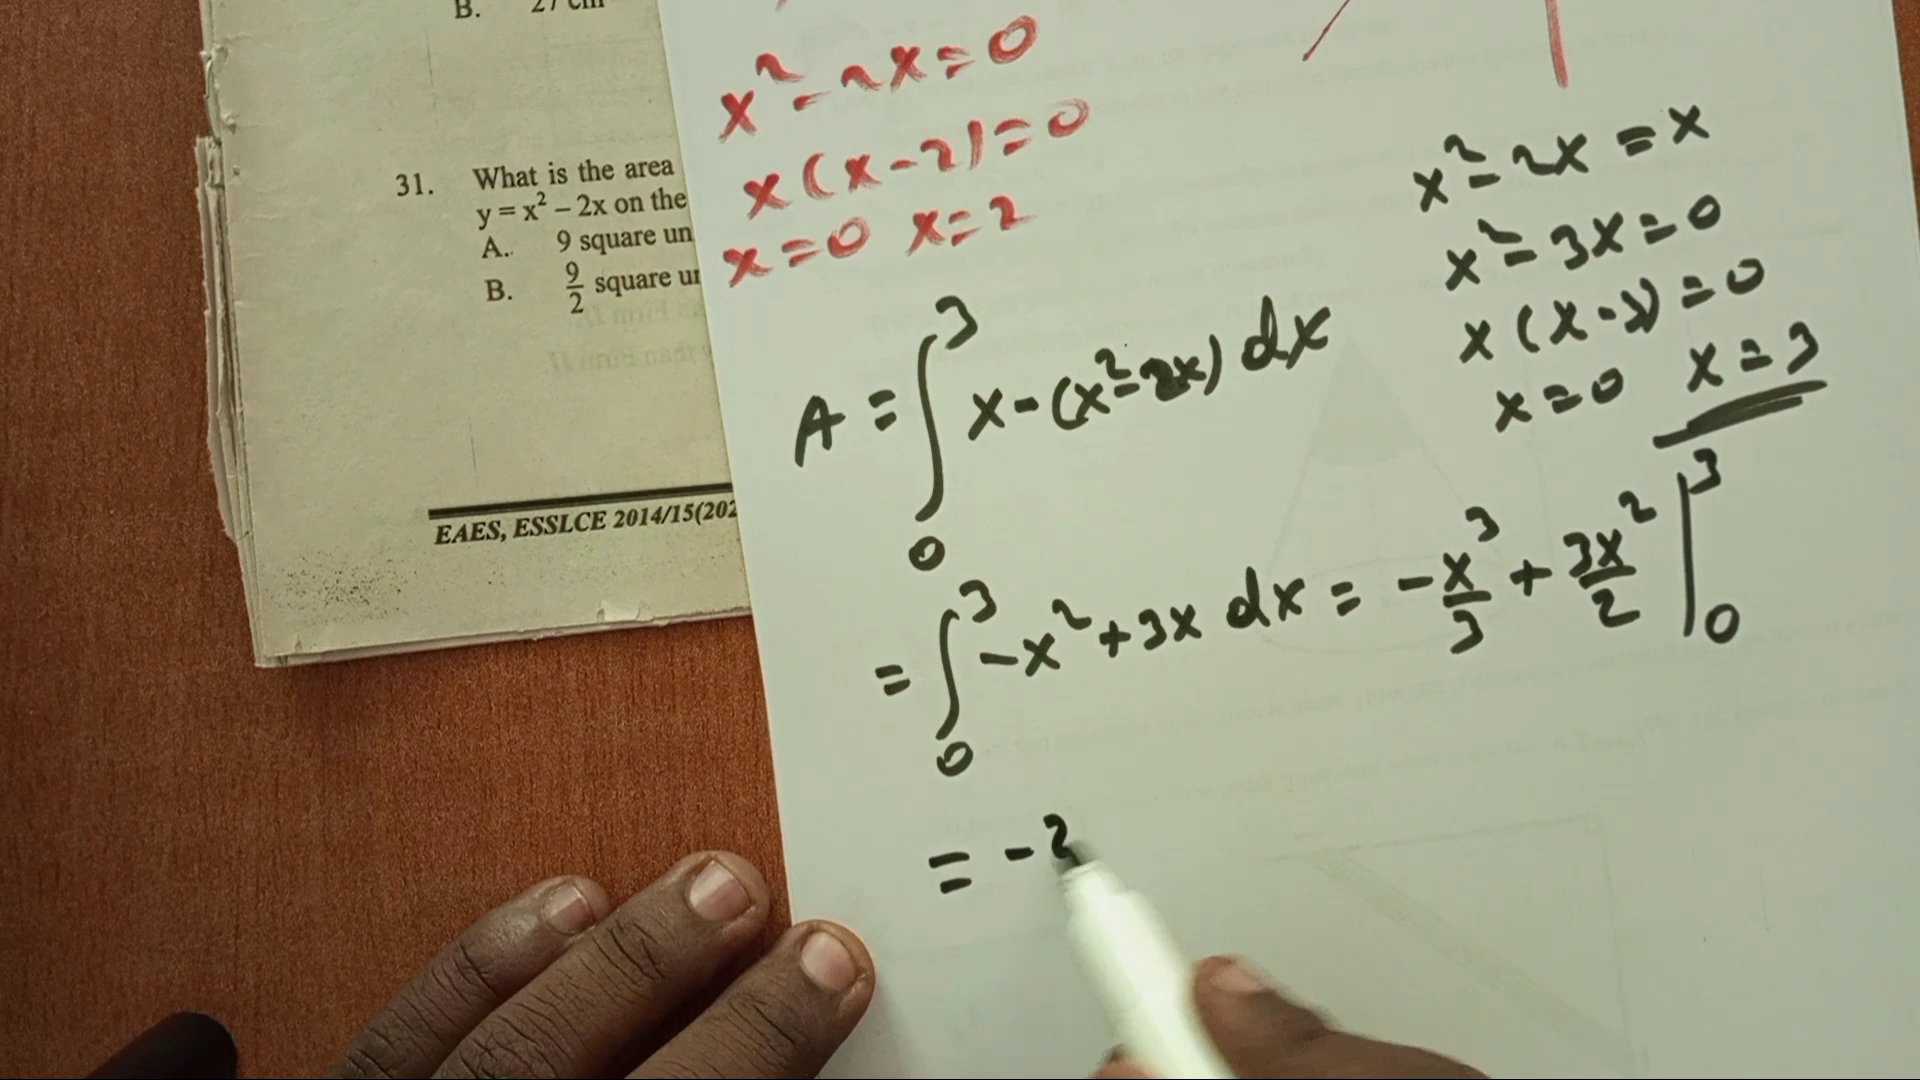 B. 27 cm
31. What is the area
y = x² – 2x on the
A. 9 square un
B. 9/2 square un
EAES, ESSLCE 2014/15(202
x² - 2x = 0
x(x-2) = 0
x = 0 x = 2
x² - 2x = x
x² - 3x = 0
x(x-3) = 0
x = 0 x = 3
A = ∫₀³ x - (x² - 2x) dx
= ∫₀³ -x² + 3x dx = -x³/3 + 3x²/2 |₀³
= - 2